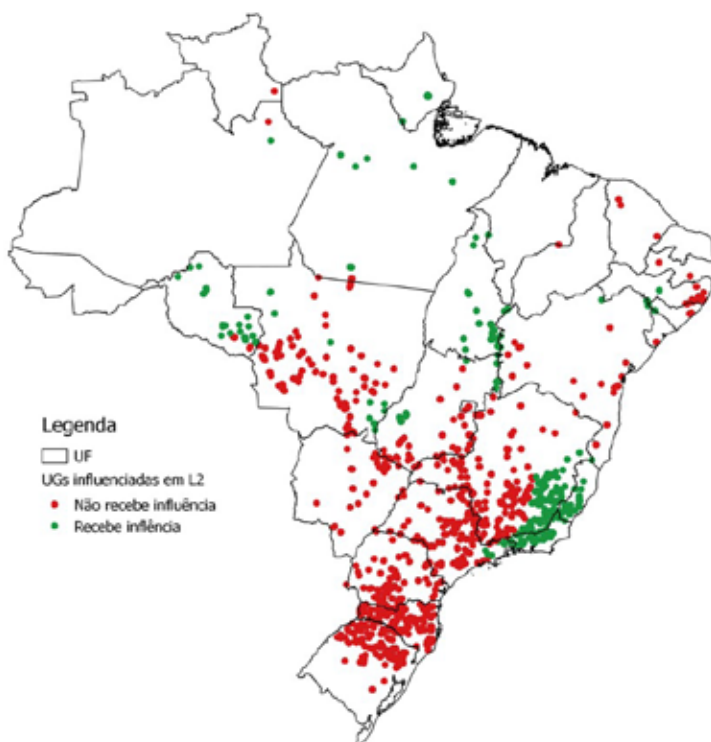 Legenda
UF
UGs influenciadas em L2
Não recebe influência
Recebe inflência